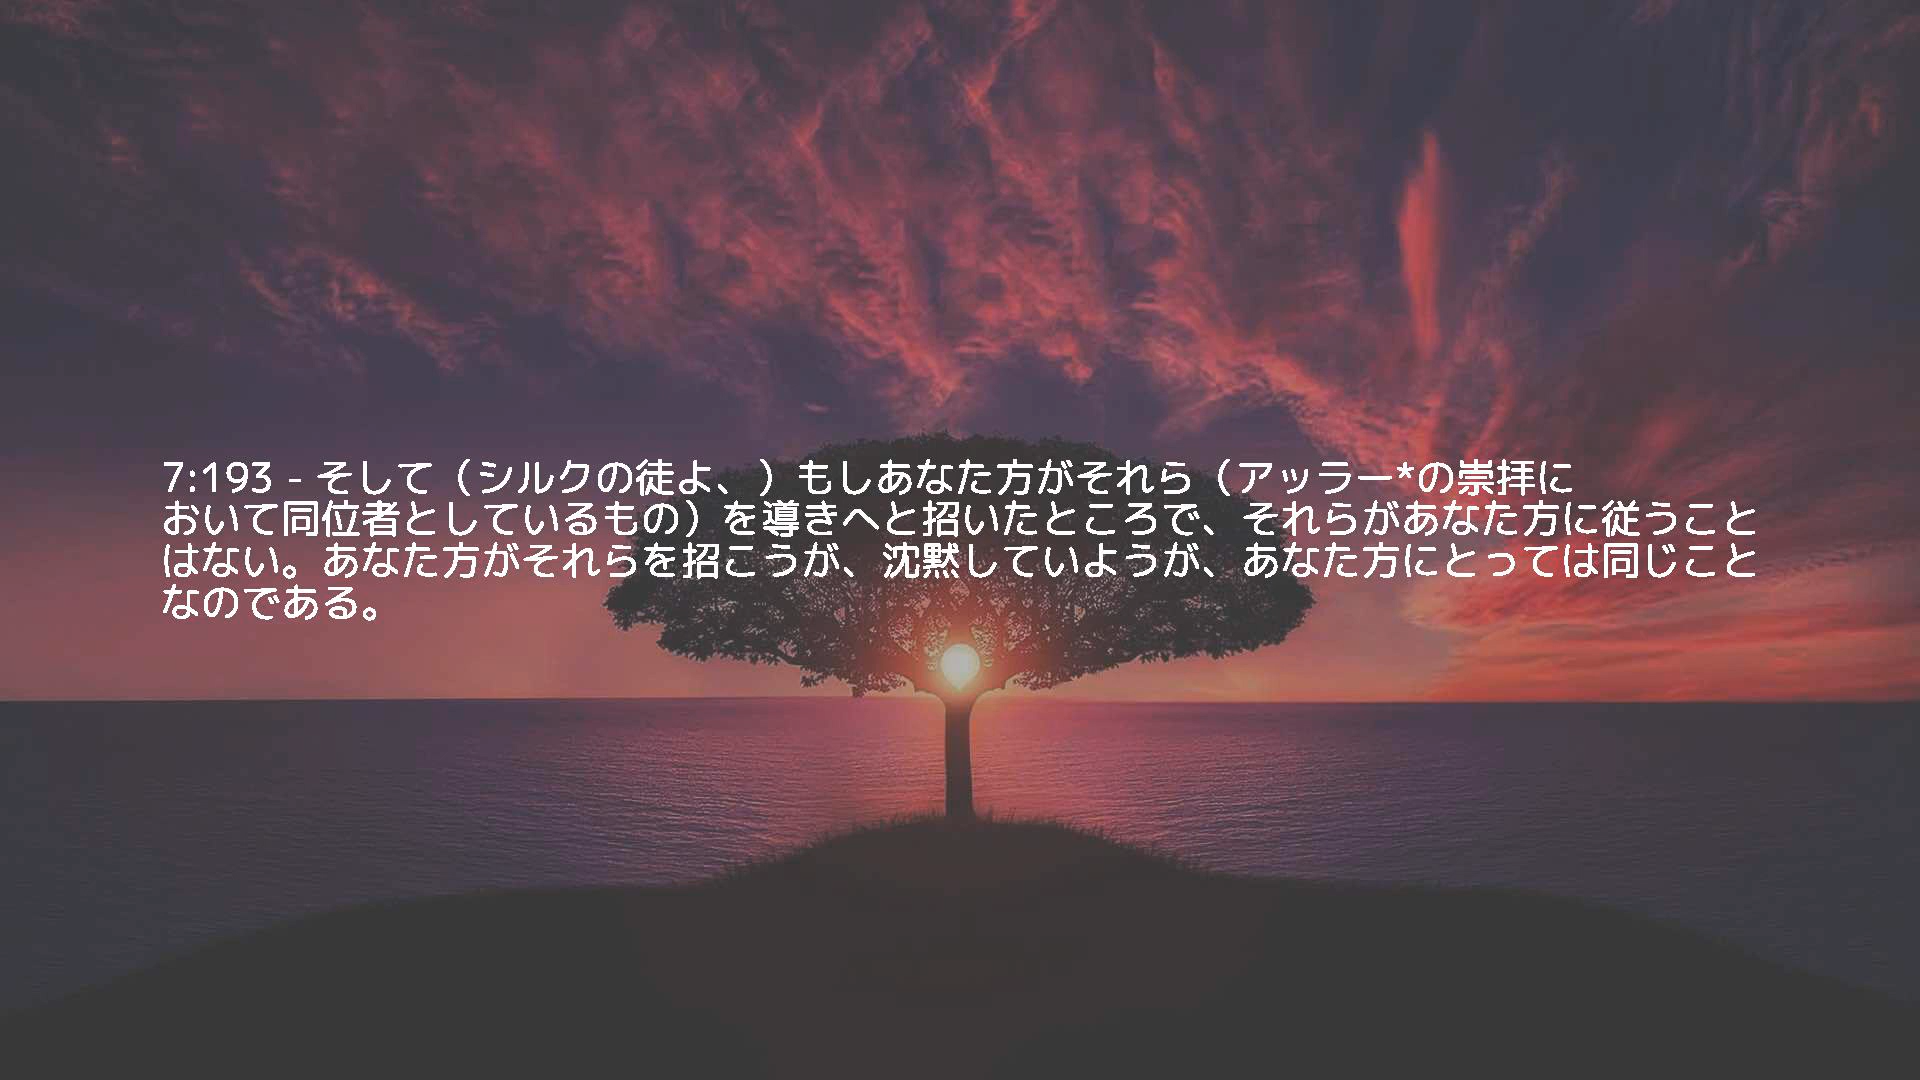 7:193 - そして（シルクの徒よ、）もしあなた方がそれら（アッラー*の崇拝に
おいて同位者としているもの）を導きへと招いたところで、それらがあなた方に従うこと
はない。あなた方がそれらを招こうが、沈黙していようが、あなた方にとっては同じこと
なのである。